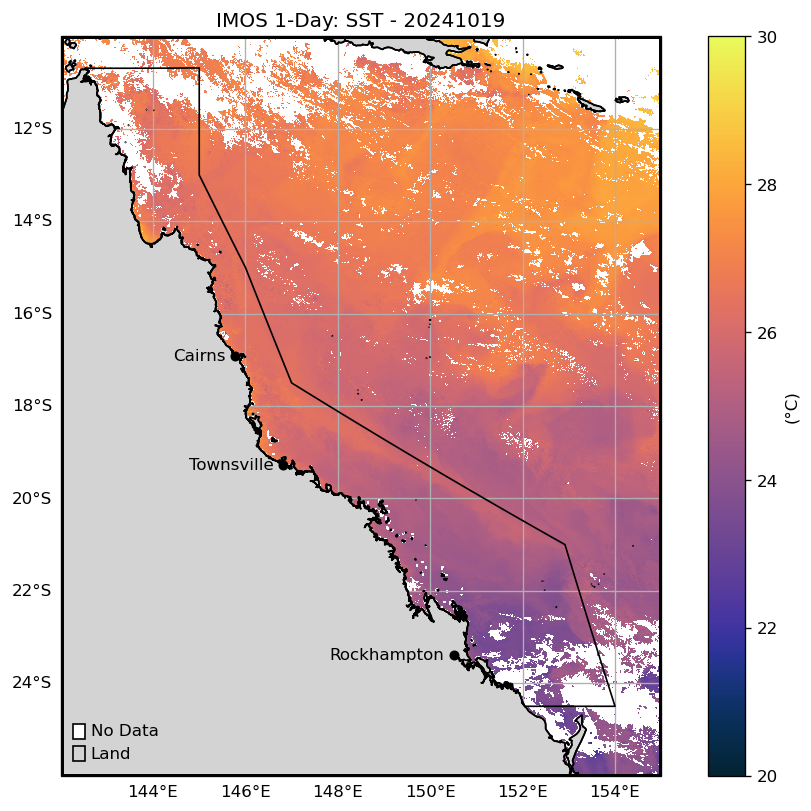 IMOS 1-Day: SST - 20241019
30
12°S
28
14°S
16°S
26
Cairns
18°S
(°C)
Townsville
24
20°S
22°S
22
Rockhampton
24°S
No Data
Land
20
144°E 146°E 148°E 150°E 152°E 154°E